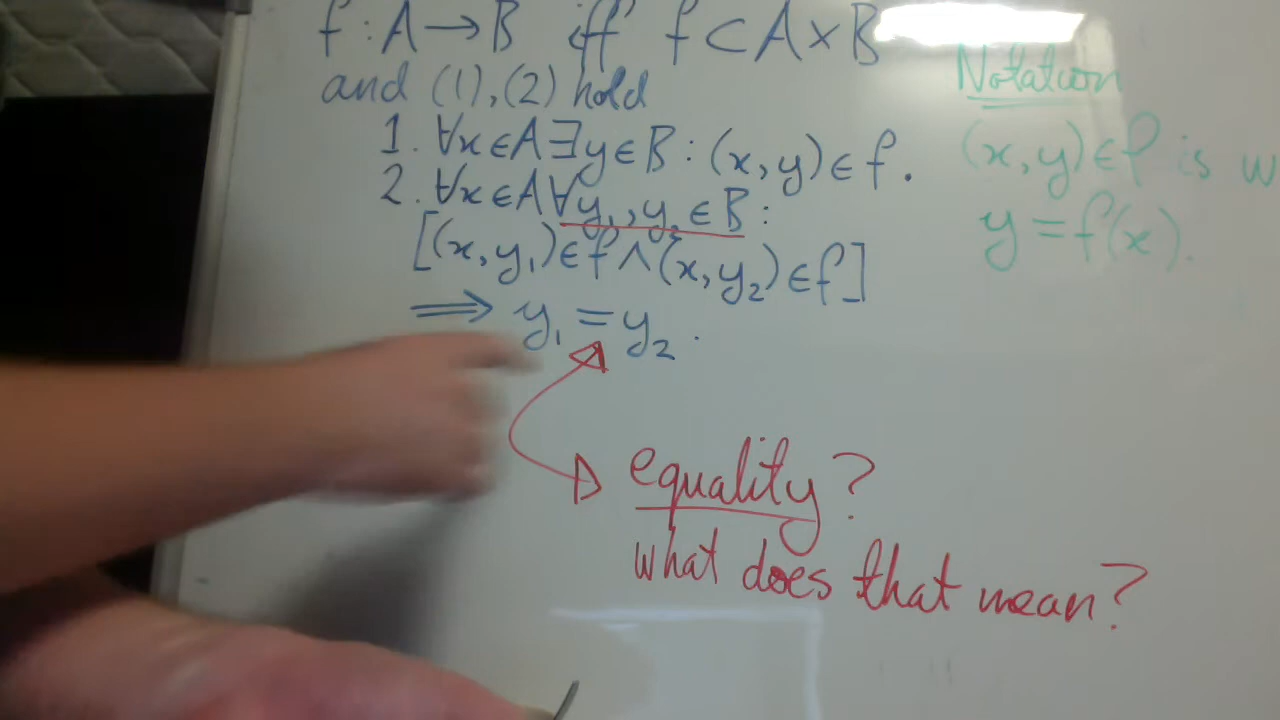 f : A → B iff f ⊂ A × B
and (1), (2) hold
1. ∀x ∈ A ∃y ∈ B : (x, y) ∈ f.
2. ∀x ∈ A ∀y₁, y₂ ∈ B :
[(x, y₁) ∈ f ∧ (x, y₂) ∈ f]
⟹ y₁ = y₂.
equality?
what does that mean?
Notation
(x, y) ∈ f is
y = f(x).